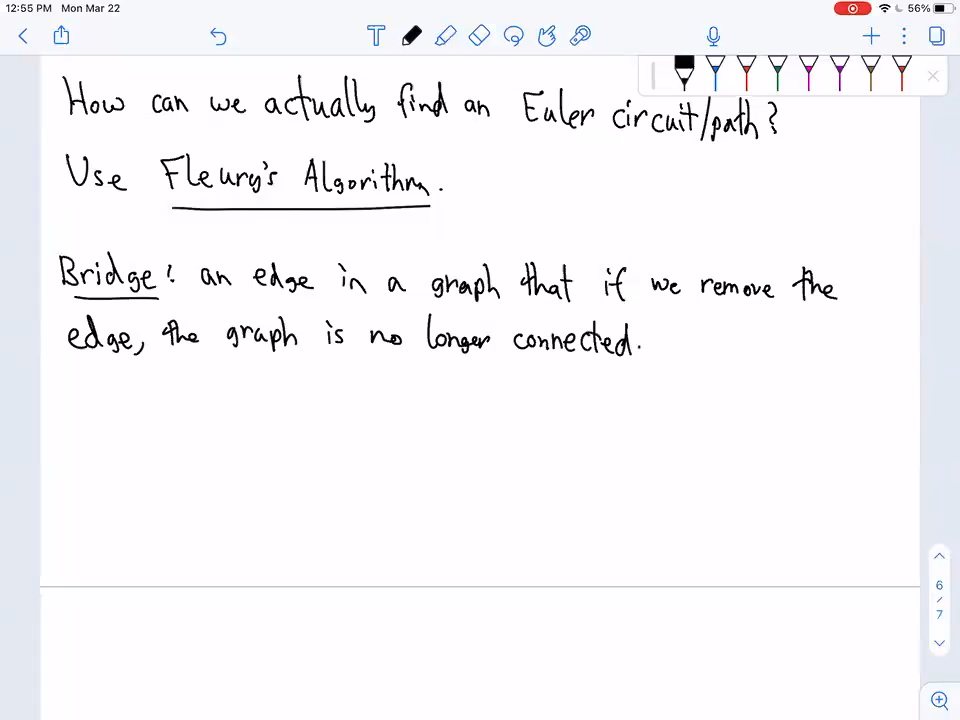 12:55 PM Mon Mar 22
56%
T
How can we actually find an Euler circuit/path?
Use Fleury's Algorithm.
Bridge: an edge in a graph that if we remove the
edge, the graph is no longer connected.
6
/
7